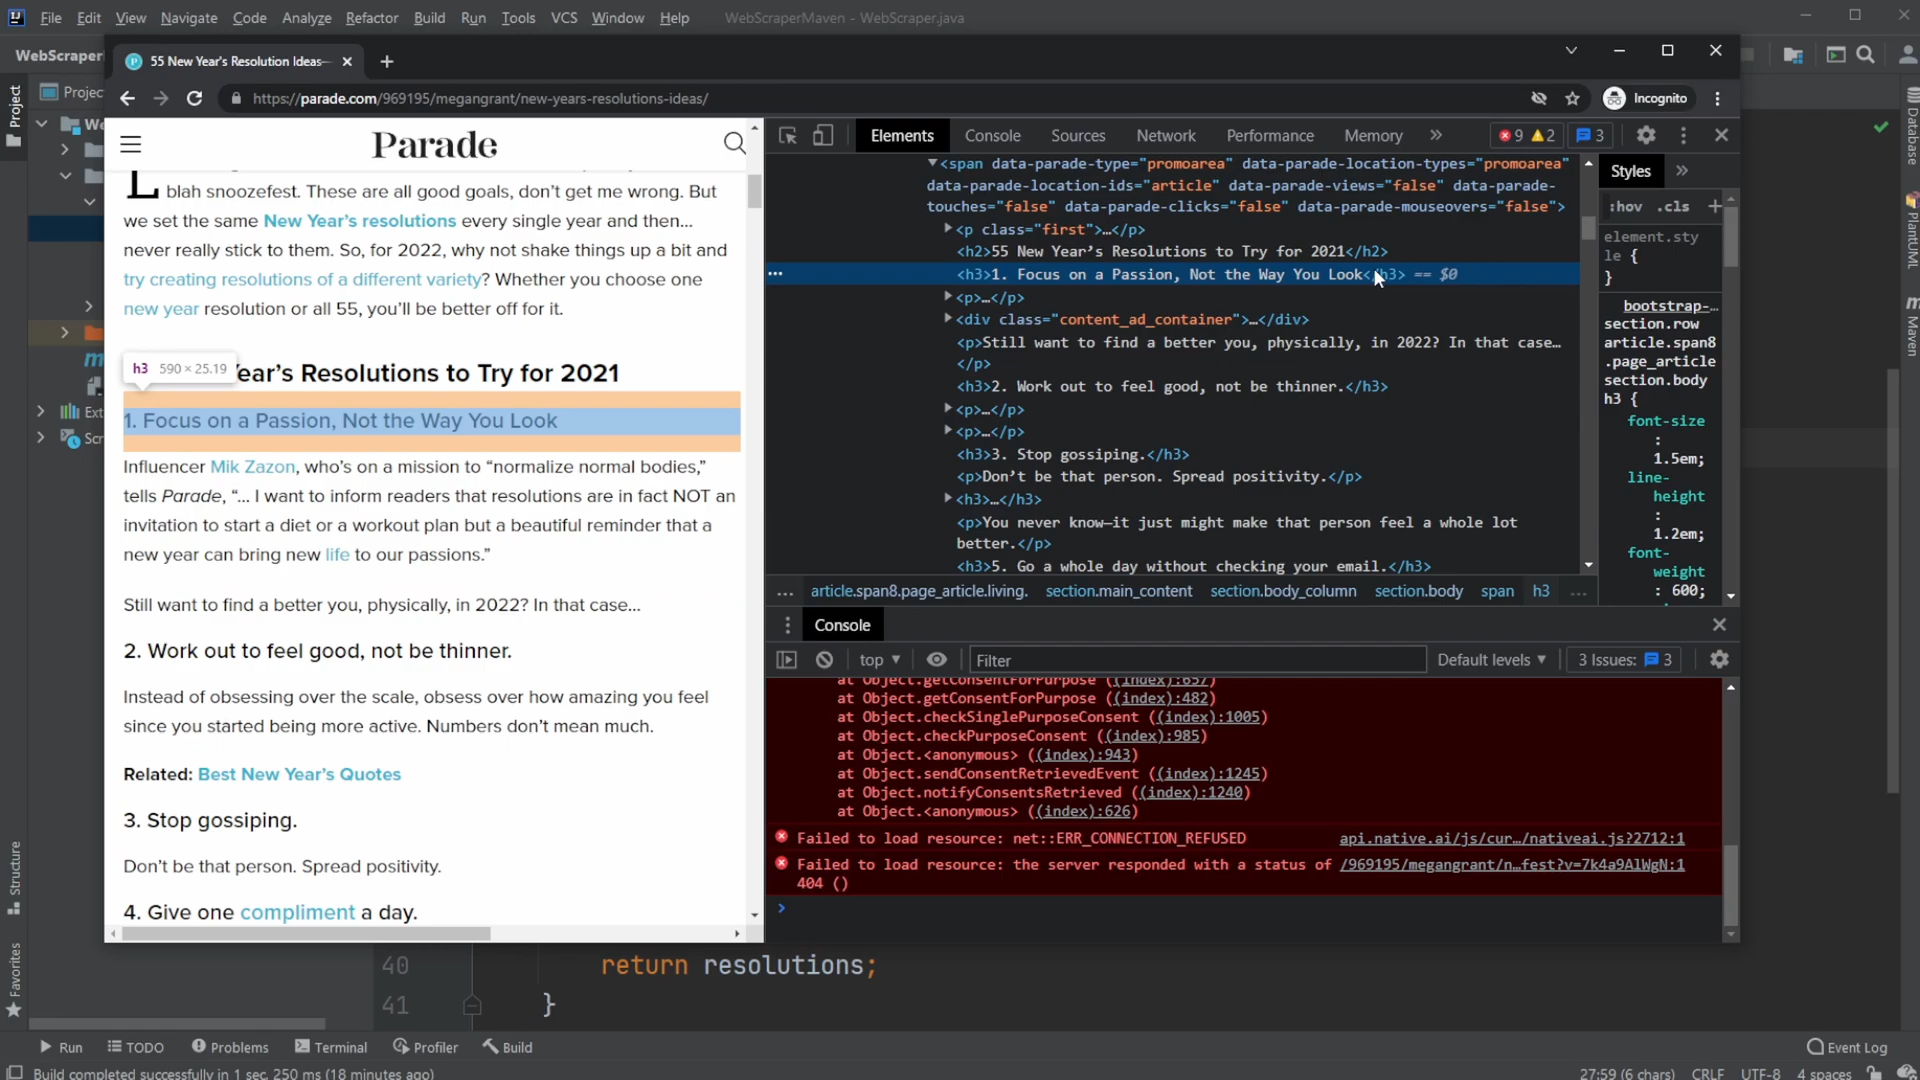 File Edit View Navigate Code Analyze Refactor Build Run Tools VCS Window Help WebScraperMaven - WebScraper.java
WebScraper
55 New Year's Resolution Ideas—
https://parade.com/969195/megangrant/new-years-resolutions-ideas/
Incognito
Project
Projec
We
Ext
Scr
Structure
Favorites
Database
PlantUML
Maven
Parade
L
blah snoozefest. These are all good goals, don't get me wrong. But
we set the same New Year's resolutions every single year and then...
never really stick to them. So, for 2022, why not shake things up a bit and
try creating resolutions of a different variety? Whether you choose one
new year resolution or all 55, you'll be better off for it.
h3 590 × 25.19
ear's Resolutions to Try for 2021
1. Focus on a Passion, Not the Way You Look
Influencer Mik Zazon, who's on a mission to “normalize normal bodies,”
tells Parade, “... I want to inform readers that resolutions are in fact NOT an
invitation to start a diet or a workout plan but a beautiful reminder that a
new year can bring new life to our passions.”
Still want to find a better you, physically, in 2022? In that case...
2. Work out to feel good, not be thinner.
Instead of obsessing over the scale, obsess over how amazing you feel
since you started being more active. Numbers don't mean much.
Related: Best New Year's Quotes
3. Stop gossiping.
Don't be that person. Spread positivity.
4. Give one compliment a day.
Elements Console Sources Network Performance Memory » 9 2 3
<span data-parade-type="promoarea" data-parade-location-types="promoarea"
data-parade-location-ids="article" data-parade-views="false" data-parade-
touches="false" data-parade-clicks="false" data-parade-mouseovers="false">
<p class="first">…</p>
<h2>55 New Year's Resolutions to Try for 2021</h2>
<h3>1. Focus on a Passion, Not the Way You Look</h3> == $0
<p>…</p>
<div class="content_ad_container">…</div>
<p>Still want to find a better you, physically, in 2022? In that case…
</p>
<h3>2. Work out to feel good, not be thinner.</h3>
<p>…</p>
<p>…</p>
<h3>3. Stop gossiping.</h3>
<p>Don't be that person. Spread positivity.</p>
<h3>…</h3>
<p>You never know—it just might make that person feel a whole lot
better.</p>
<h3>5. Go a whole day without checking your email.</h3>
... article.span8.page_article.living. section.main_content section.body_column section.body span h3 ...
Styles »
:hov .cls +
element.sty
le {
}
bootstrap-…
section.row
article.span8
.page_article
section.body
h3 {
font-size
:
1.5em;
line-
height
:
1.2em;
font-
weight
: 600;
Console
top Filter Default levels 3 Issues: 3
at Object.getConsentForPurpose ((index):657)
at Object.getConsentForPurpose ((index):482)
at Object.checkSinglePurposeConsent ((index):1005)
at Object.checkPurposeConsent ((index):985)
at Object.<anonymous> ((index):943)
at Object.sendConsentRetrievedEvent ((index):1245)
at Object.notifyConsentsRetrieved ((index):1240)
at Object.<anonymous> ((index):626)
Failed to load resource: net::ERR_CONNECTION_REFUSED api.native.ai/js/cur…/nativeai.js?2712:1
Failed to load resource: the server responded with a status of /969195/megangrant/n…fest?v=7k4a9AlWgN:1
404 ()
40 return resolutions;
41 }
Run TODO Problems Terminal Profiler Build Event Log
Build completed successfully in 1 sec, 250 ms (18 minutes ago) 27:59 (6 chars) CRLF UTF-8 4 spaces